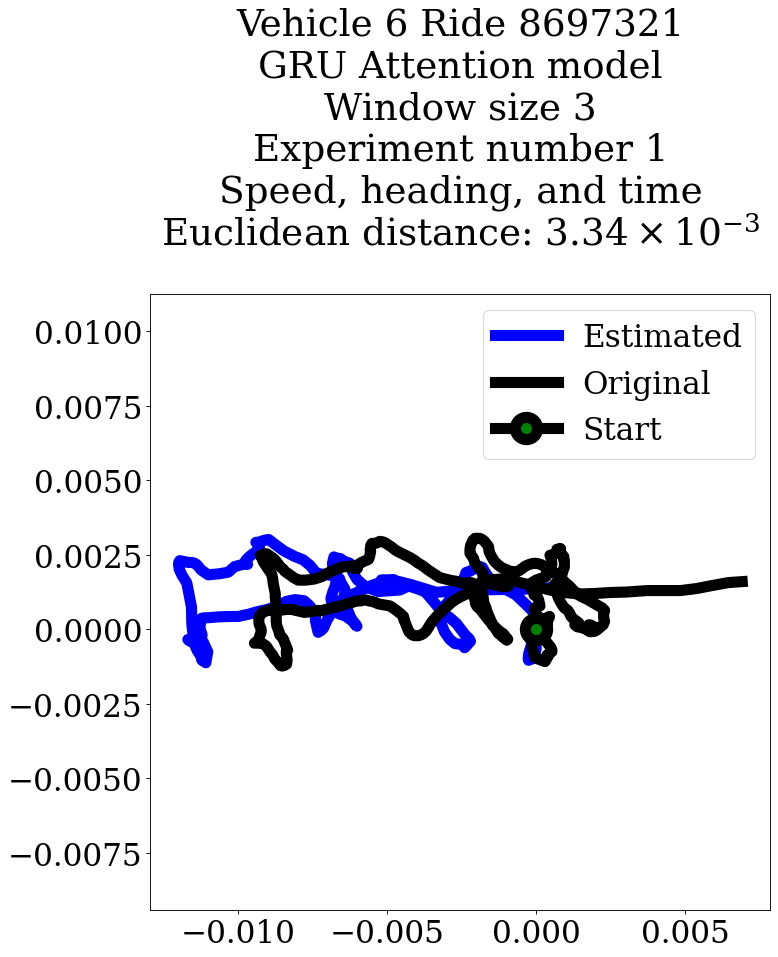 Vehicle 6 Ride 8697321
GRU Attention model
Window size 3
Experiment number 1
Speed, heading, and time
Euclidean distance: 3.34 × 10⁻³
Estimated
Original
Start
0.0100
0.0075
0.0050
0.0025
0.0000
−0.0025
−0.0050
−0.0075
−0.010
−0.005
0.000
0.005